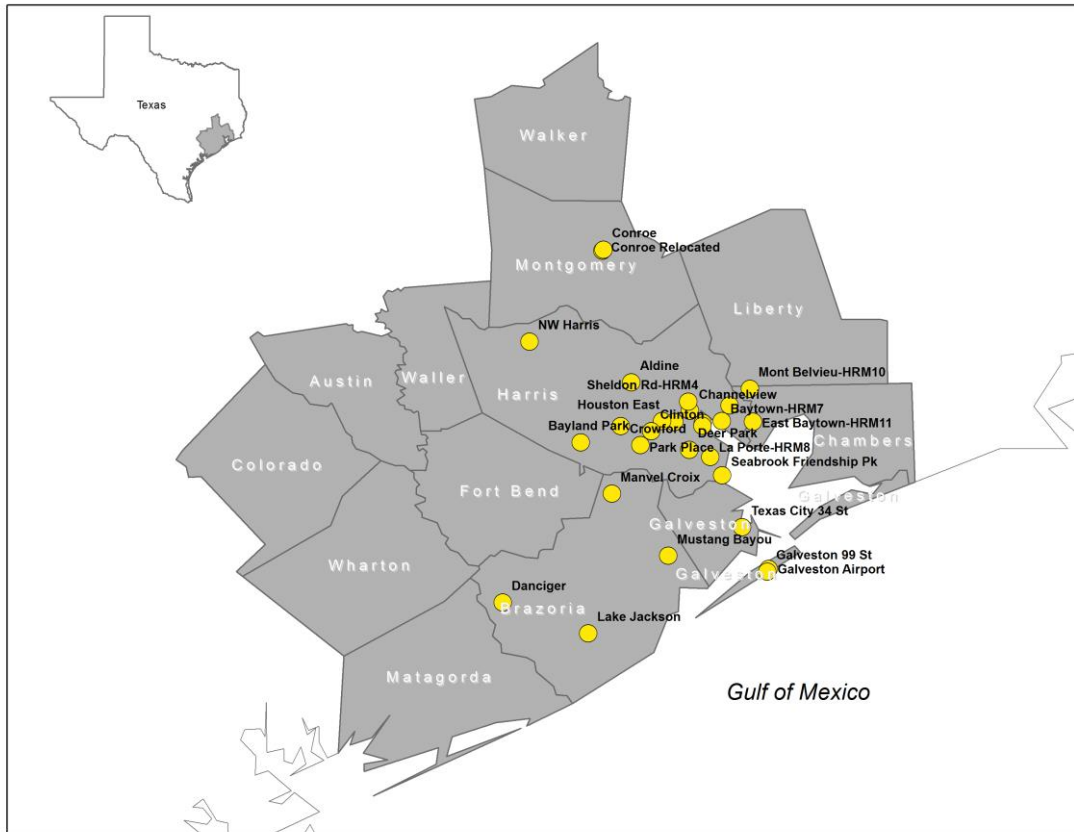 Texas
Walker
Conroe
Conroe Relocated
Montgomery
Liberty
NW Harris
Aldine
Mont Belvieu-HRM10
Austin
Waller
Harris
Sheldon Rd-HRM4
Channelview
Houston East
Clinton
Baytown-HRM7
Bayland Park
Crowford
Deer Park
East Baytown-HRM11
Chambers
Park Place
La Porte-HRM8
Seabrook Friendship Pk
Colorado
Fort Bend
Manvel Croix
Galveston
Texas City 34 St
Galveston
Mustang Bayou
Galveston 99 St
Wharton
Galveston
Galveston Airport
Danciger
Brazoria
Lake Jackson
Matagorda
Gulf of Mexico